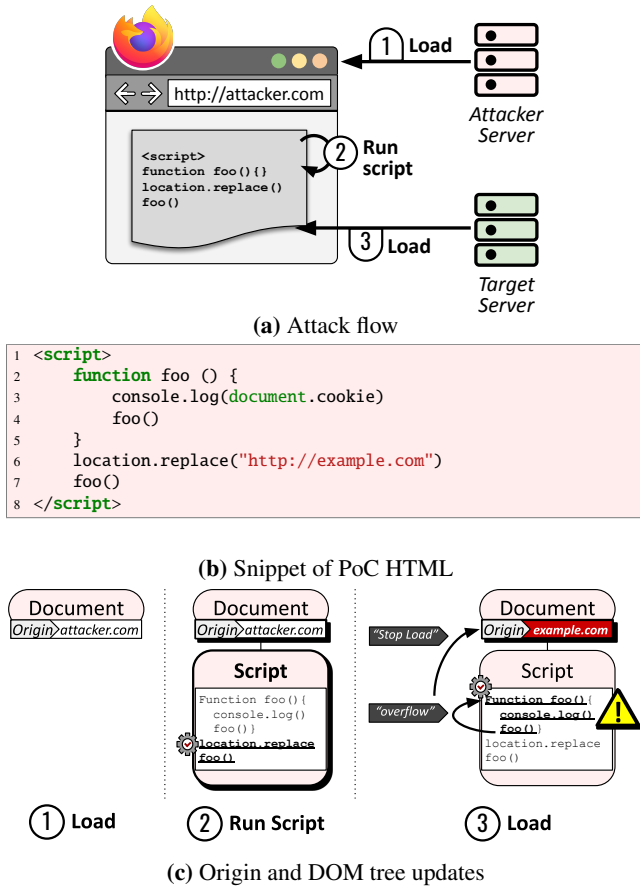 1 Load
http://attacker.com
Attacker
Server
<script>
function foo(){}
location.replace()
foo()
2 Run
script
3 Load
Target
Server
(a) Attack flow
1 <script>
2 function foo () {
3 console.log(document.cookie)
4 foo()
5 }
6 location.replace("http://example.com")
7 foo()
8 </script>
(b) Snippet of PoC HTML
Document
Origin attacker.com
1 Load
Document
Origin attacker.com
Script
Function foo(){
console.log()
foo()}
location.replace
foo()
2 Run Script
Document
Origin example.com
"Stop Load"
"overflow"
Script
Function foo(){
console.log()
foo()}
location.replace
foo()
!
3 Load
(c) Origin and DOM tree updates